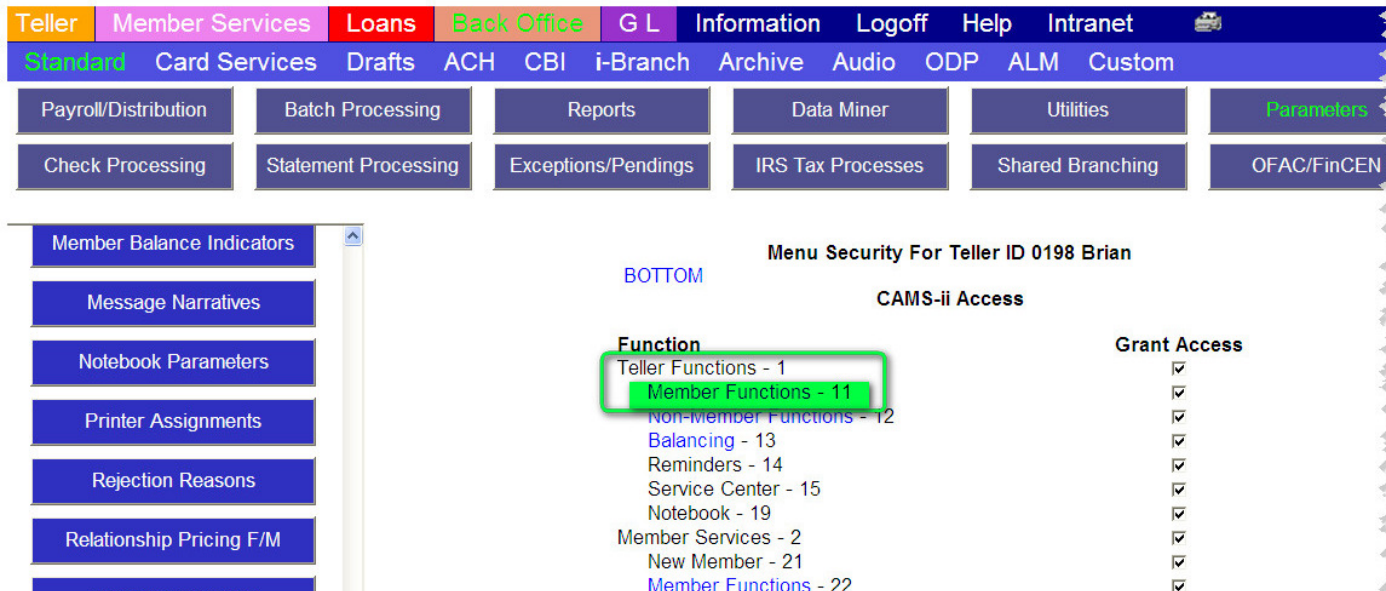 Teller Member Services Loans Back Office G L Information Logoff Help Intranet
Standard Card Services Drafts ACH CBI i-Branch Archive Audio ODP ALM Custom
Payroll/Distribution Batch Processing Reports Data Miner Utilities Parameters
Check Processing Statement Processing Exceptions/Pendings IRS Tax Processes Shared Branching OFAC/FinCEN
Member Balance Indicators
Message Narratives
Notebook Parameters
Printer Assignments
Rejection Reasons
Relationship Pricing F/M
Menu Security For Teller ID 0198 Brian
BOTTOM
CAMS-ii Access
Function Grant Access
Teller Functions - 1
Member Functions - 11
Non-Member Functions - 12
Balancing - 13
Reminders - 14
Service Center - 15
Notebook - 19
Member Services - 2
New Member - 21
Member Functions - 22